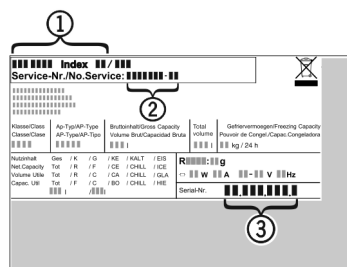 1
Index /
Service-Nr./No.Service: -
2
Klasse/Class Ap-Typ/AP-Type Bruttoinhalt/Gross Capacity Total Gefriervermoegen/Freezing Capacity
Classe/Clase AP-Type/AP-Tipo Volume Brut/Capacidad Bruta volume Pouvoir de Congel./Capac.Congeladora
l l kg / 24 h
Nutzinhalt Ges / K / G / KE / KALT / EIS
Net.Capacity Tot / R / F / CE / CHILL / ICE
Volume Utile Tot / R / C / CA / CHILL / GLA
Capac. Util Tot / F / C / BO / CHILL / HIE
l / l
R : g
W A - V Hz
Serial-Nr. . . .
3